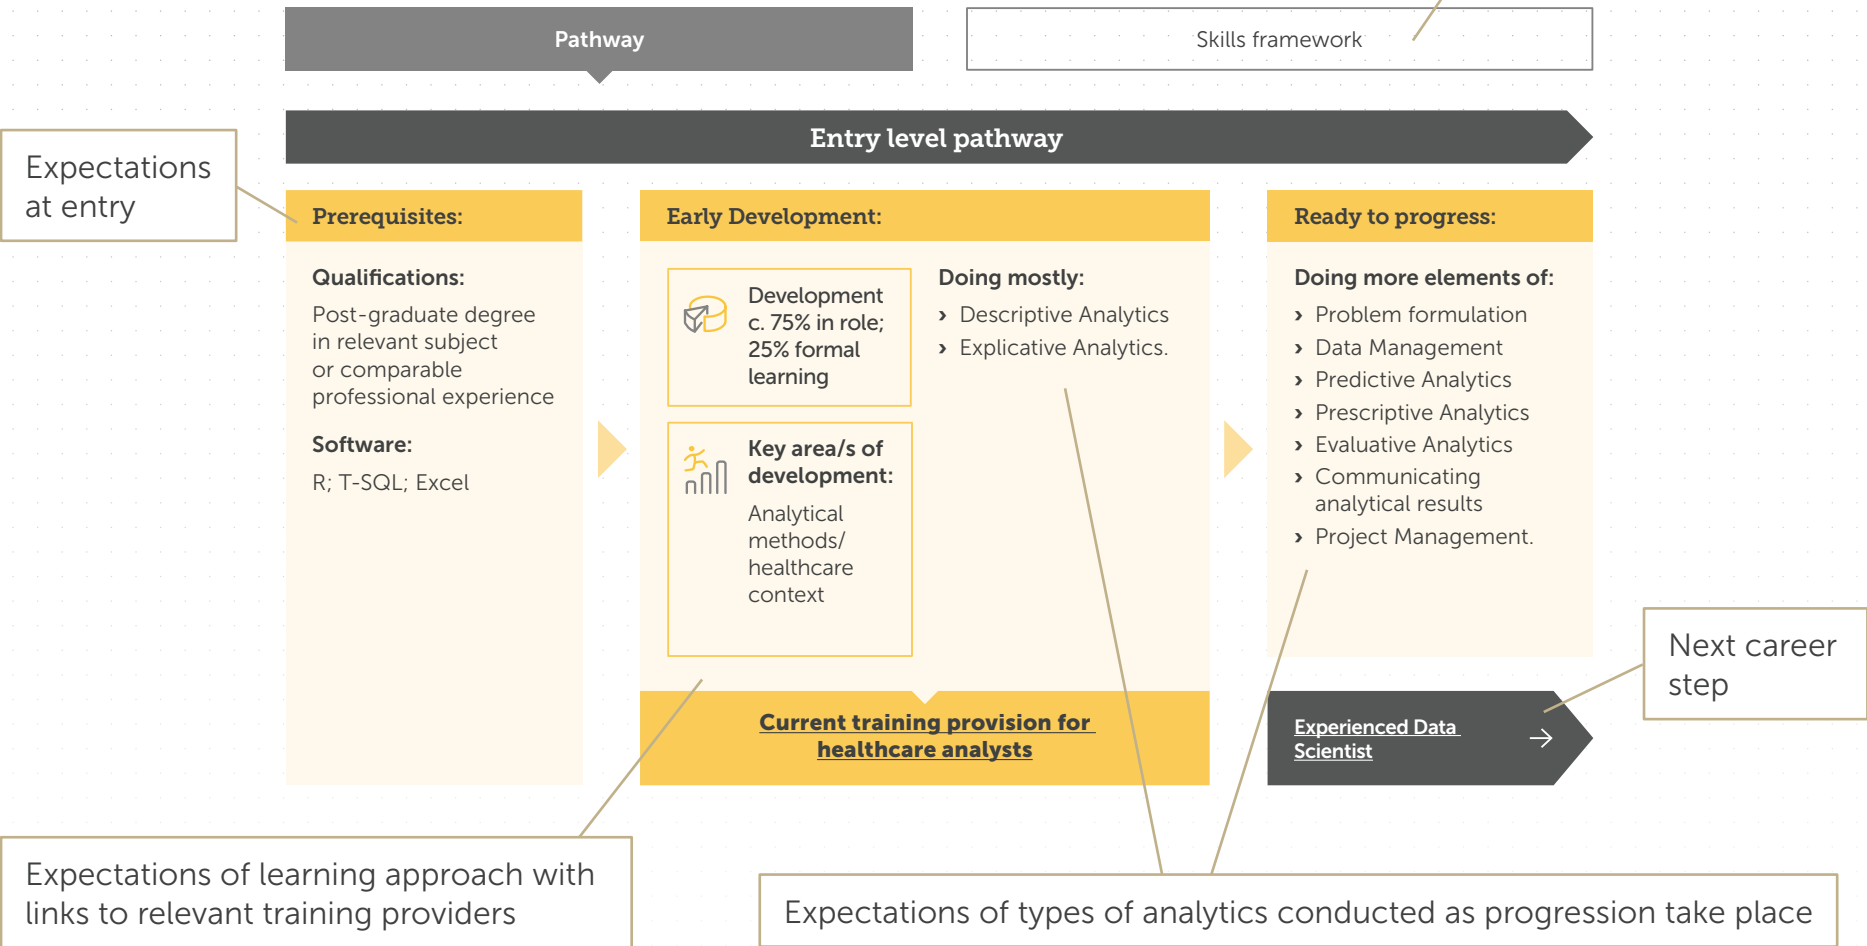 Pathway
Skills framework
Entry level pathway
Expectations
at entry
Prerequisites:
Qualifications:
Post-graduate degree
in relevant subject
or comparable
professional experience
Software:
R; T-SQL; Excel
Early Development:
Development
c. 75% in role;
25% formal
learning
Key area/s of
development:
Analytical
methods/
healthcare
context
Doing mostly:
› Descriptive Analytics
› Explicative Analytics.
Current training provision for
healthcare analysts
Ready to progress:
Doing more elements of:
› Problem formulation
› Data Management
› Predictive Analytics
› Prescriptive Analytics
› Evaluative Analytics
› Communicating
analytical results
› Project Management.
Experienced Data
Scientist
Next career
step
Expectations of learning approach with
links to relevant training providers
Expectations of types of analytics conducted as progression take place